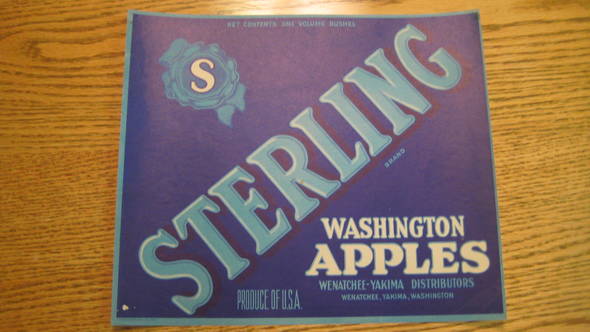 NET CONTENTS ONE VOLUME BUSHEL
S
STERLING
BRAND
WASHINGTON
APPLES
WENATCHEE-YAKIMA DISTRIBUTORS
WENATCHEE, YAKIMA, WASHINGTON
PRODUCE OF U.S.A.